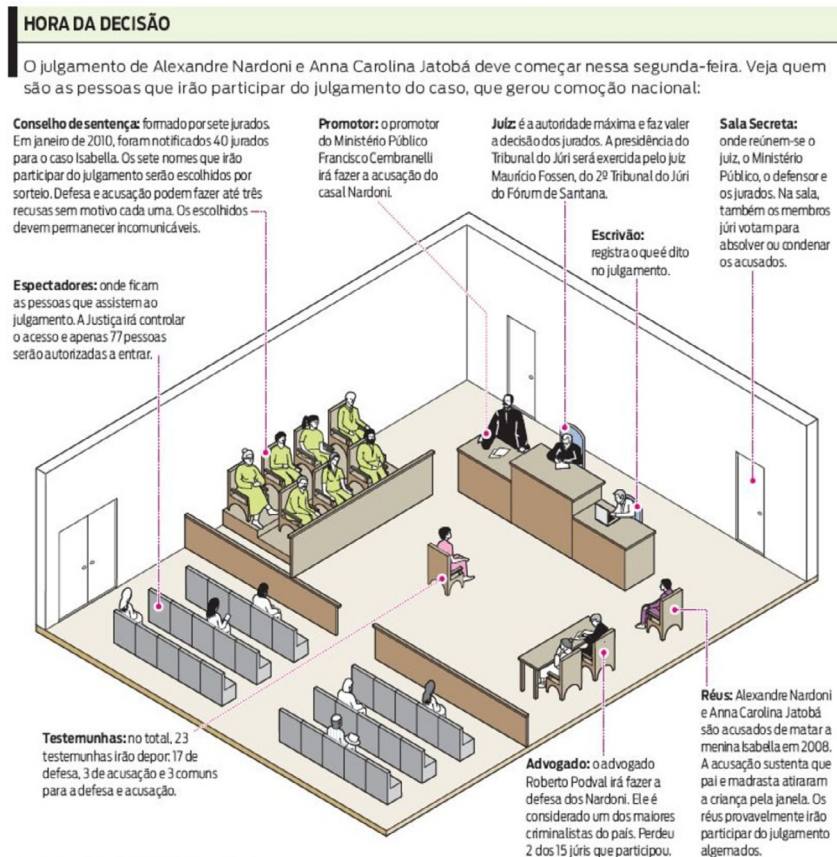 HORA DA DECISÃO
O julgamento de Alexandre Nardoni e Anna Carolina Jatobá deve começar nessa segunda-feira. Veja quem
são as pessoas que irão participar do julgamento do caso, que gerou comoção nacional:
Conselho de sentença: formado por sete jurados.
Em janeiro de 2010, foram notificados 40 jurados
para o caso Isabella. Os sete nomes que irão
participar do julgamento serão escolhidos por
sorteio. Defesa e acusação podem fazer até três
recusas sem motivo cada uma. Os escolhidos
devem permanecer incomunicáveis.
Promotor: o promotor
do Ministério Público
Francisco Cembranelli
irá fazer a acusação do
casal Nardoni.
Juíz: é a autoridade máxima e faz valer
a decisão dos jurados. A presidência do
Tribunal do Júri será exercida pelo juiz
Maurício Fossen, do 2º Tribunal do Júri
do Fórum de Santana.
Sala Secreta:
onde reúnem-se o
juiz, o Ministério
Público, o defensor e
os jurados. Na sala,
também os membros
júri votam para
absolver ou condenar
os acusados.
Escrivão:
registra o que é dito
no julgamento.
Espectadores: onde ficam
as pessoas que assistem ao
julgamento. A Justiça irá controlar
o acesso e apenas 77 pessoas
serão autorizadas a entrar.
Testemunhas: no total, 23
testemunhas irão depor: 17 de
defesa, 3 de acusação e 3 comuns
para a defesa e acusação.
Advogado: o advogado
Roberto Podval irá fazer a
defesa dos Nardoni. Ele é
considerado um dos maiores
criminalistas do país. Perdeu
2 dos 15 júris que participou.
Réus: Alexandre Nardoni
e Anna Carolina Jatobá
são acusados de matar a
menina Isabella em 2008.
A acusação sustenta que
pai e madrasta atiraram
a criança pela janela. Os
réus provavelmente irão
participar do julgamento
algemados.